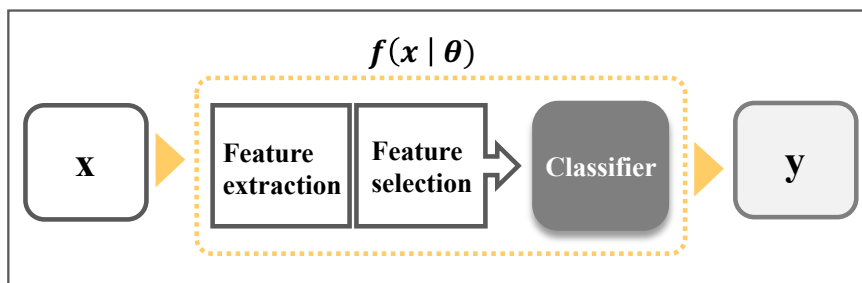 f(x | θ)
x
Feature
extraction
Feature
selection
Classifier
y